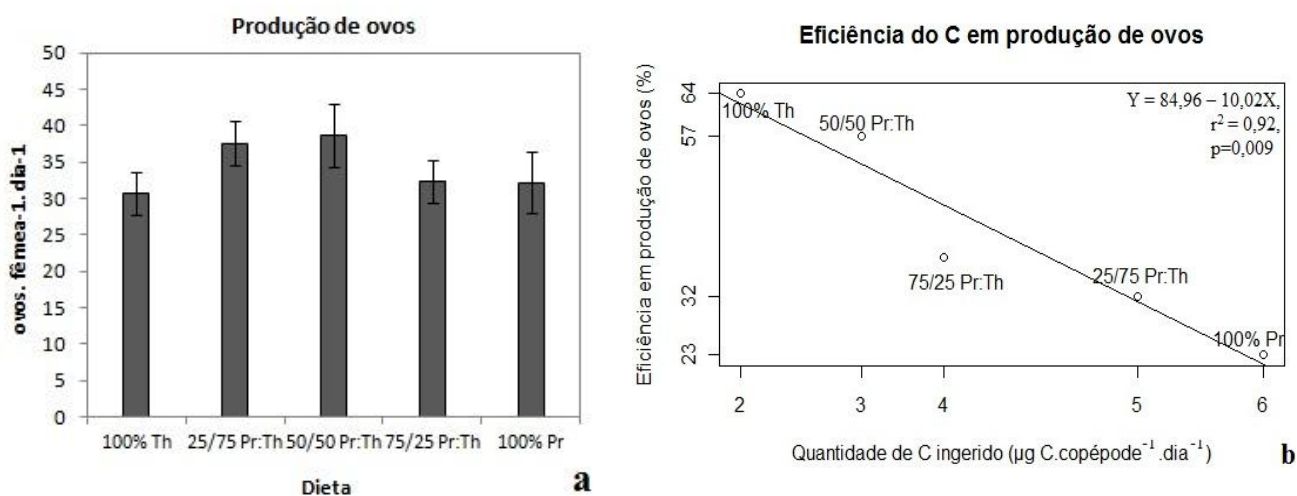 Produção de ovos
ovos. fêmea-1. dia-1
50
45
40
35
30
25
20
15
10
5
0
100% Th 25/75 Pr:Th 50/50 Pr:Th 75/25 Pr:Th 100% Pr
Dieta
a
Eficiência do C em produção de ovos
Eficiência em produção de ovos (%)
64
57
32
23
100% Th
50/50 Pr:Th
75/25 Pr:Th
25/75 Pr:Th
100% Pr
Y = 84,96 – 10,02X,
r² = 0,92,
p=0,009
2 3 4 5 6
Quantidade de C ingerido (µg C.copépode⁻¹.dia⁻¹)
b